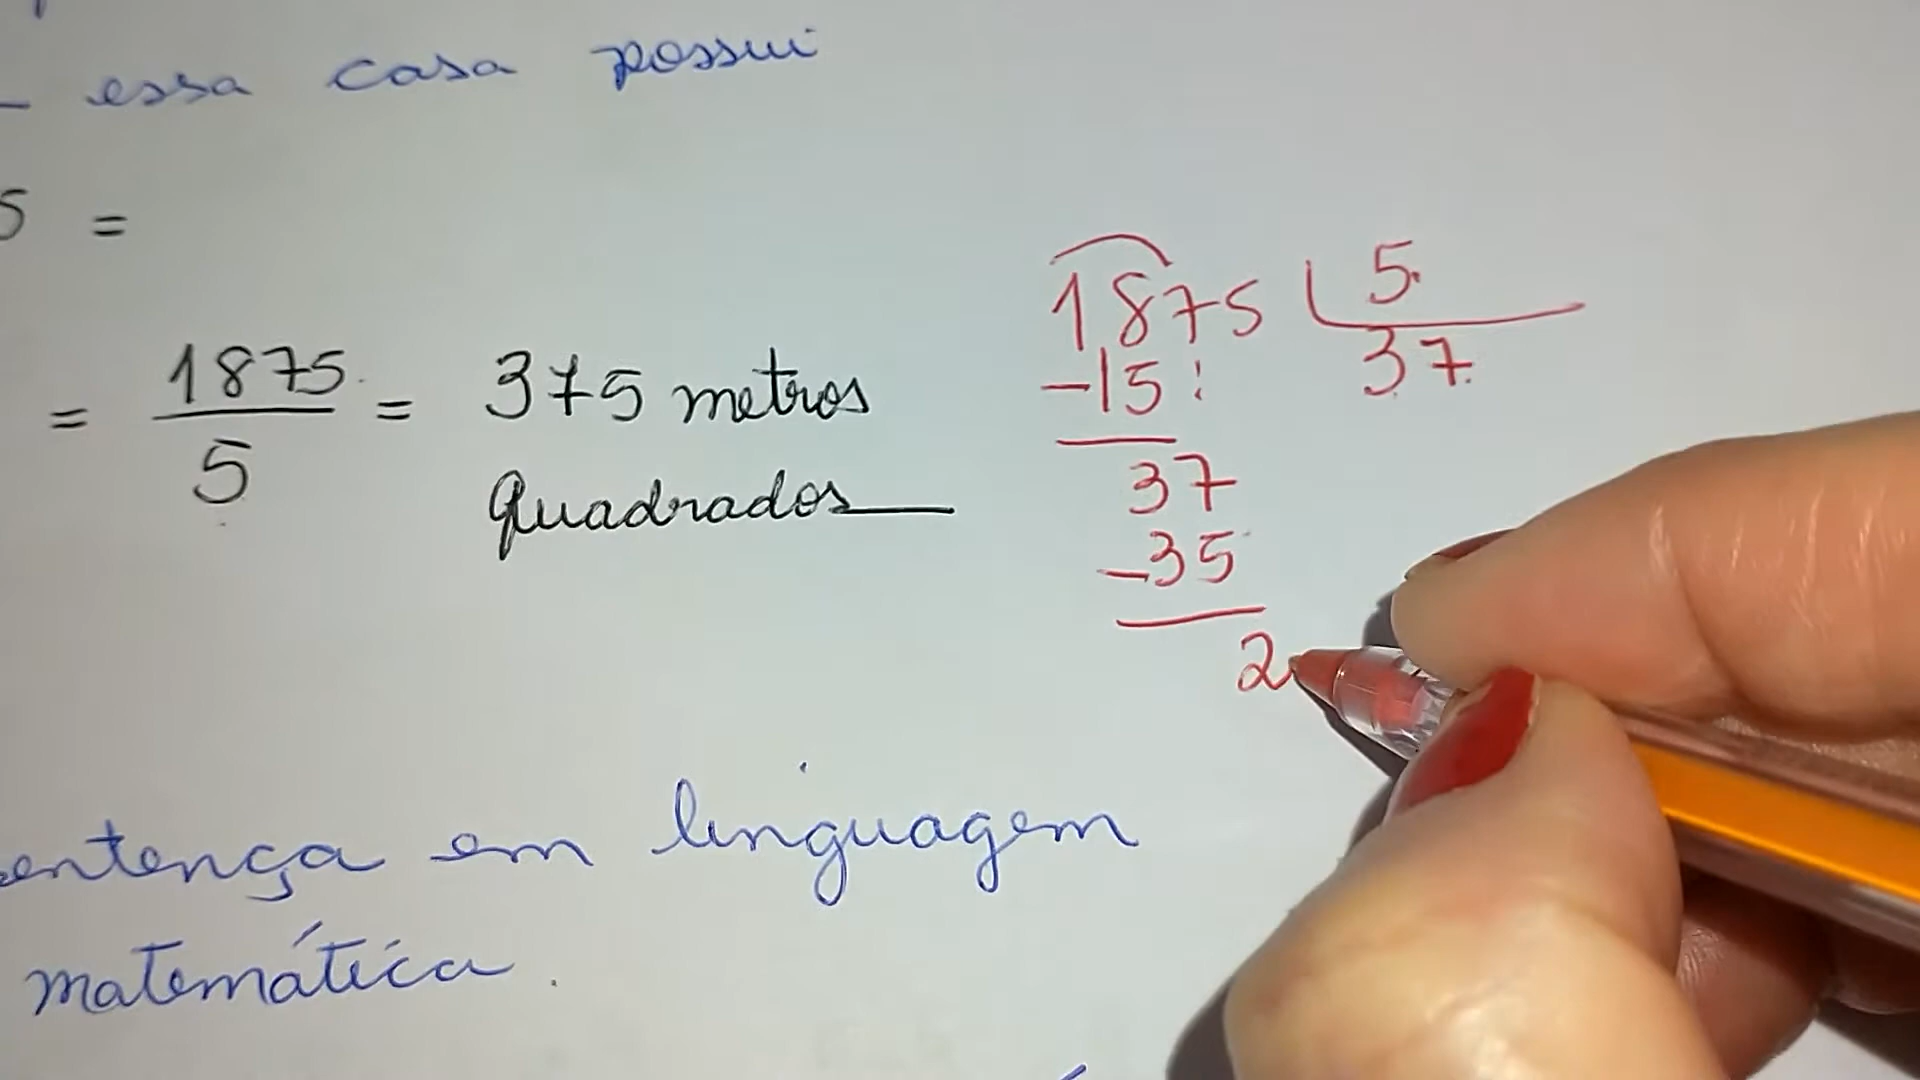 essa casa possui
5 =
= 1875/5 = 375 metros
quadrados
1875 | 5
-15 37
37
-35
2
sentença em linguagem
matemática.